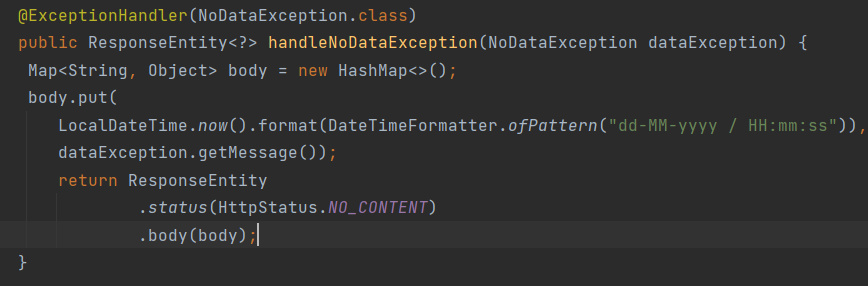 @ExceptionHandler(NoDataException.class)
public ResponseEntity<?> handleNoDataException(NoDataException dataException) {
Map<String, Object> body = new HashMap<>();
body.put(
LocalDateTime.now().format(DateTimeFormatter.ofPattern("dd-MM-yyyy / HH:mm:ss")),
dataException.getMessage());
return ResponseEntity
.status(HttpStatus.NO_CONTENT)
.body(body);
}